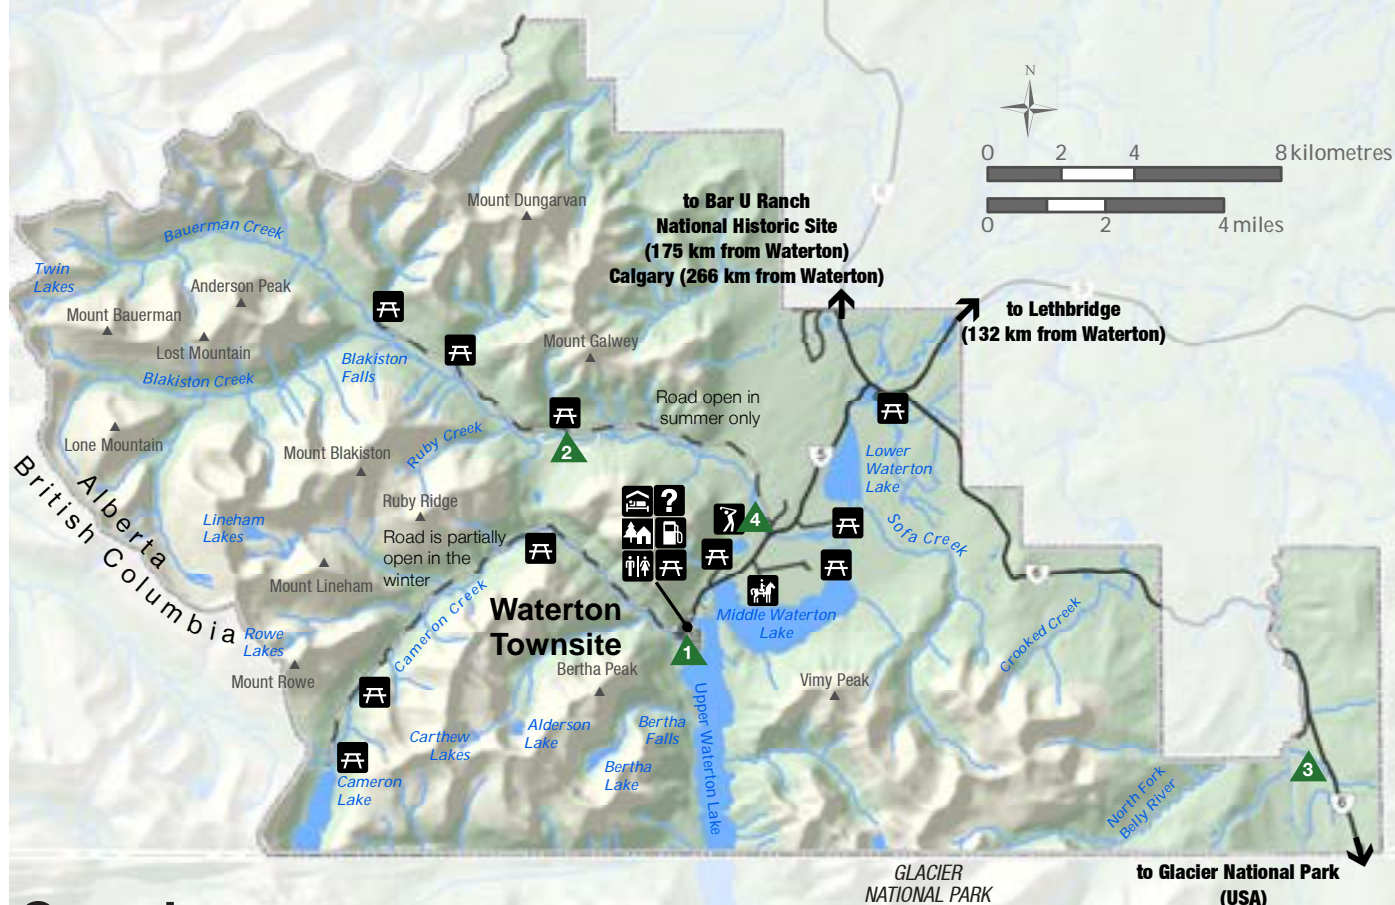 N
0 2 4 8 kilometres
0 2 4 miles
Mount Dungarvan
to Bar U Ranch
National Historic Site
(175 km from Waterton)
Calgary (266 km from Waterton)
Bauerman Creek
Twin
Lakes
Anderson Peak
Mount Bauerman
Lost Mountain
to Lethbridge
(132 km from Waterton)
Mount Galwey
Blakiston
Falls
Blakiston Creek
Road open in
summer only
Lone Mountain
Ruby Creek
2
Mount Blakiston
Lower
Waterton
Lake
5
Alberta
British Columbia
Ruby Ridge
Lineham
Lakes
?
4
Sofa Creek
Road is partially
open in the
winter
Mount Lineham
6
Cameron Creek
Waterton
Townsite
Middle Waterton
Lake
Crooked Creek
Rowe
Lakes
1
Mount Rowe
Bertha Peak
Vimy Peak
Upper Waterton Lake
Carthew
Lakes
Alderson
Lake
Bertha
Falls
Bertha
Lake
Cameron
Lake
3
North Fork
Belly River
6
GLACIER
NATIONAL PARK
to Glacier National Park
(USA)